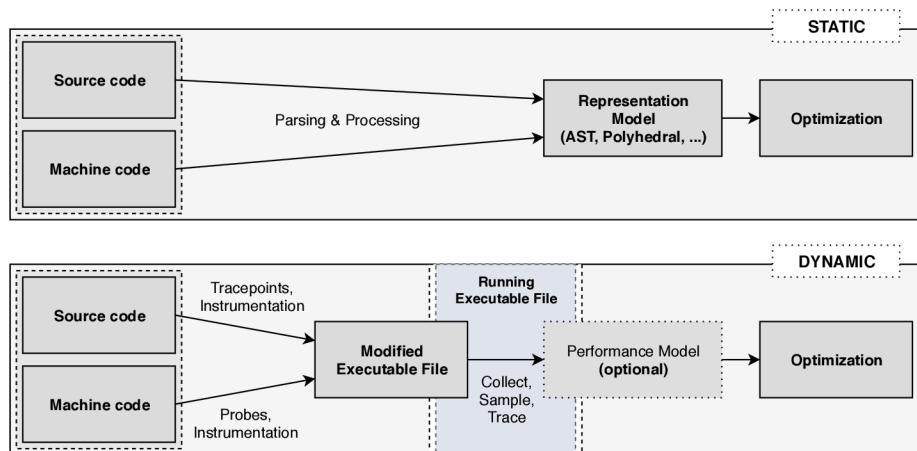 STATIC
Source code
Machine code
Parsing & Processing
Representation
Model
(AST, Polyhedral, ...)
Optimization
DYNAMIC
Source code
Machine code
Tracepoints,
Instrumentation
Probes,
Instrumentation
Modified
Executable File
Running
Executable File
Collect,
Sample,
Trace
Performance Model
(optional)
Optimization